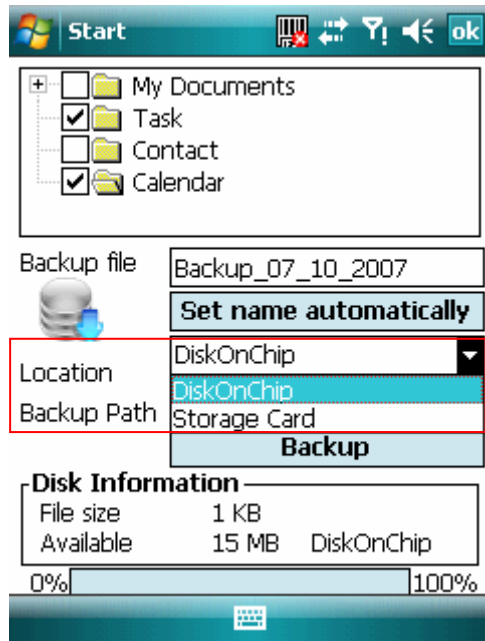 Start ok
My Documents
Task
Contact
Calendar
Backup file Backup_07_10_2007
Set name automatically
DiskOnChip
Location
DiskOnChip
Backup Path Storage Card
Backup
Disk Information
File size 1 KB
Available 15 MB DiskOnChip
0% 100%